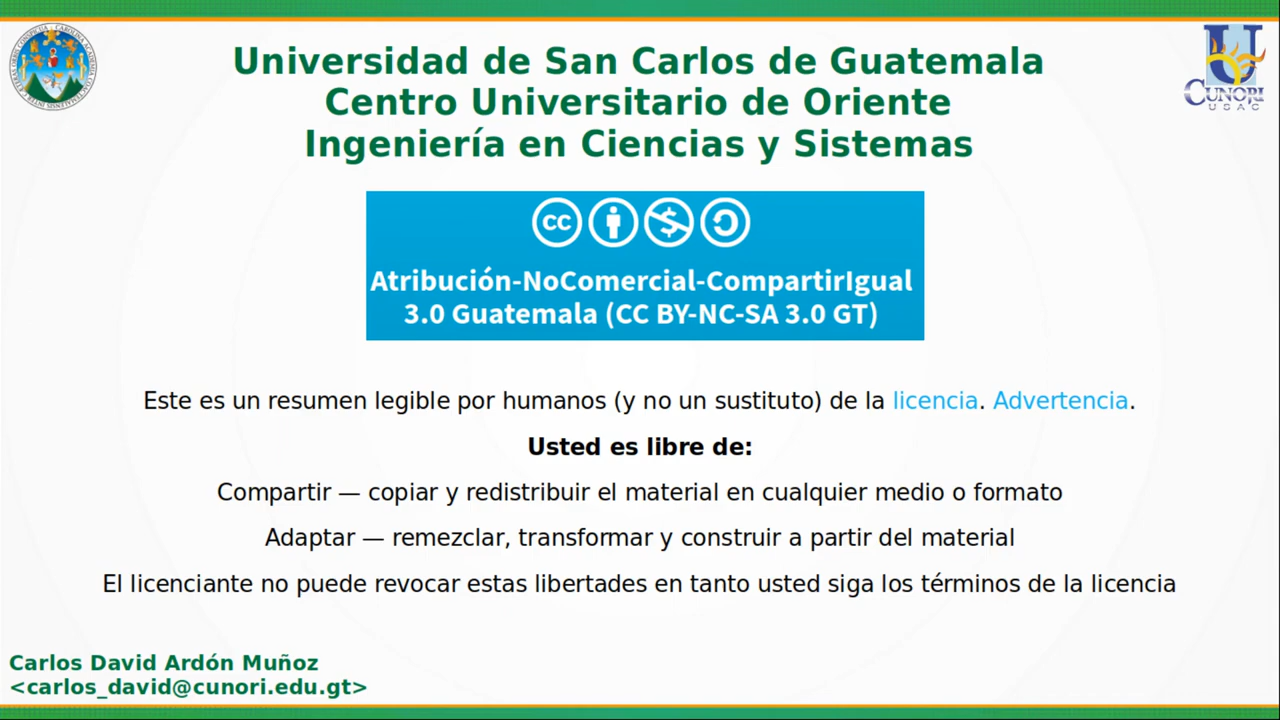 Universidad de San Carlos de Guatemala
Centro Universitario de Oriente
Ingeniería en Ciencias y Sistemas
CUNORI
USAC
cc
Atribución-NoComercial-CompartirIgual
3.0 Guatemala (CC BY-NC-SA 3.0 GT)
Este es un resumen legible por humanos (y no un sustituto) de la licencia. Advertencia.
Usted es libre de:
Compartir — copiar y redistribuir el material en cualquier medio o formato
Adaptar — remezclar, transformar y construir a partir del material
El licenciante no puede revocar estas libertades en tanto usted siga los términos de la licencia
Carlos David Ardón Muñoz
<carlos_david@cunori.edu.gt>